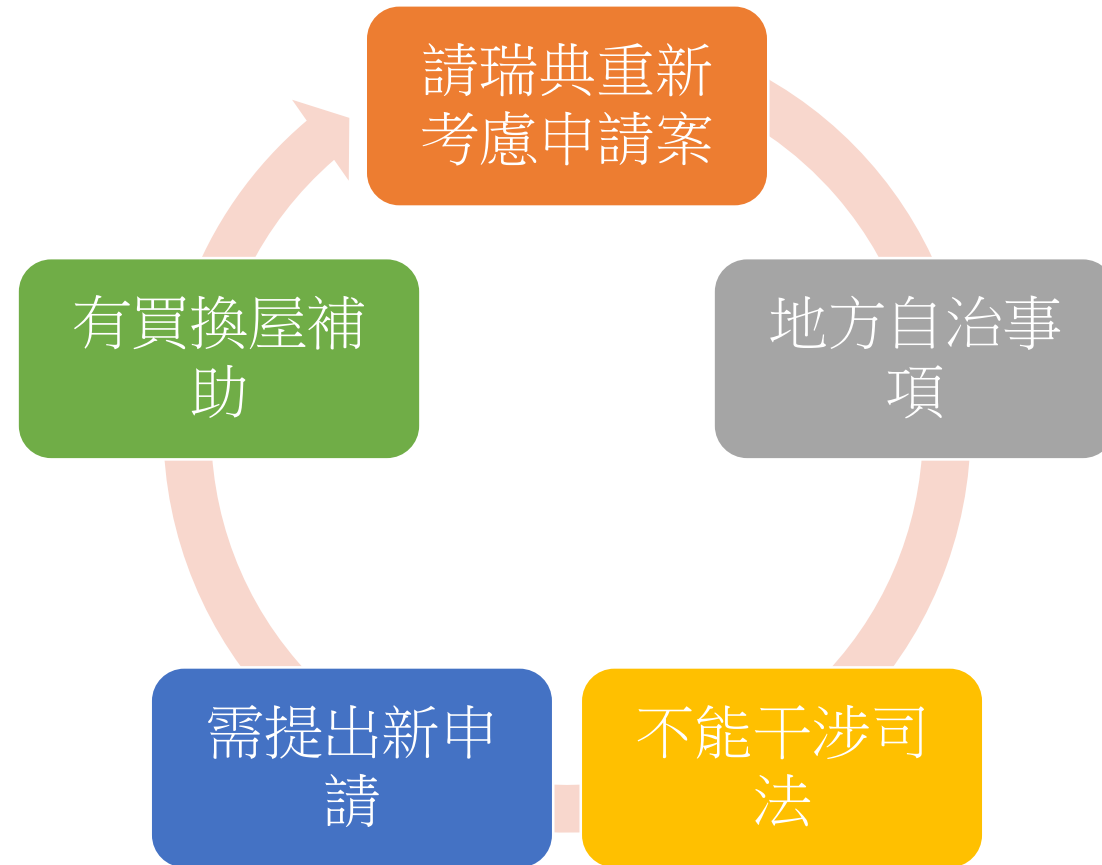 請瑞典重新
考慮申請案
地方自治事
項
不能干涉司
法
需提出新申
請
有買換屋補
助